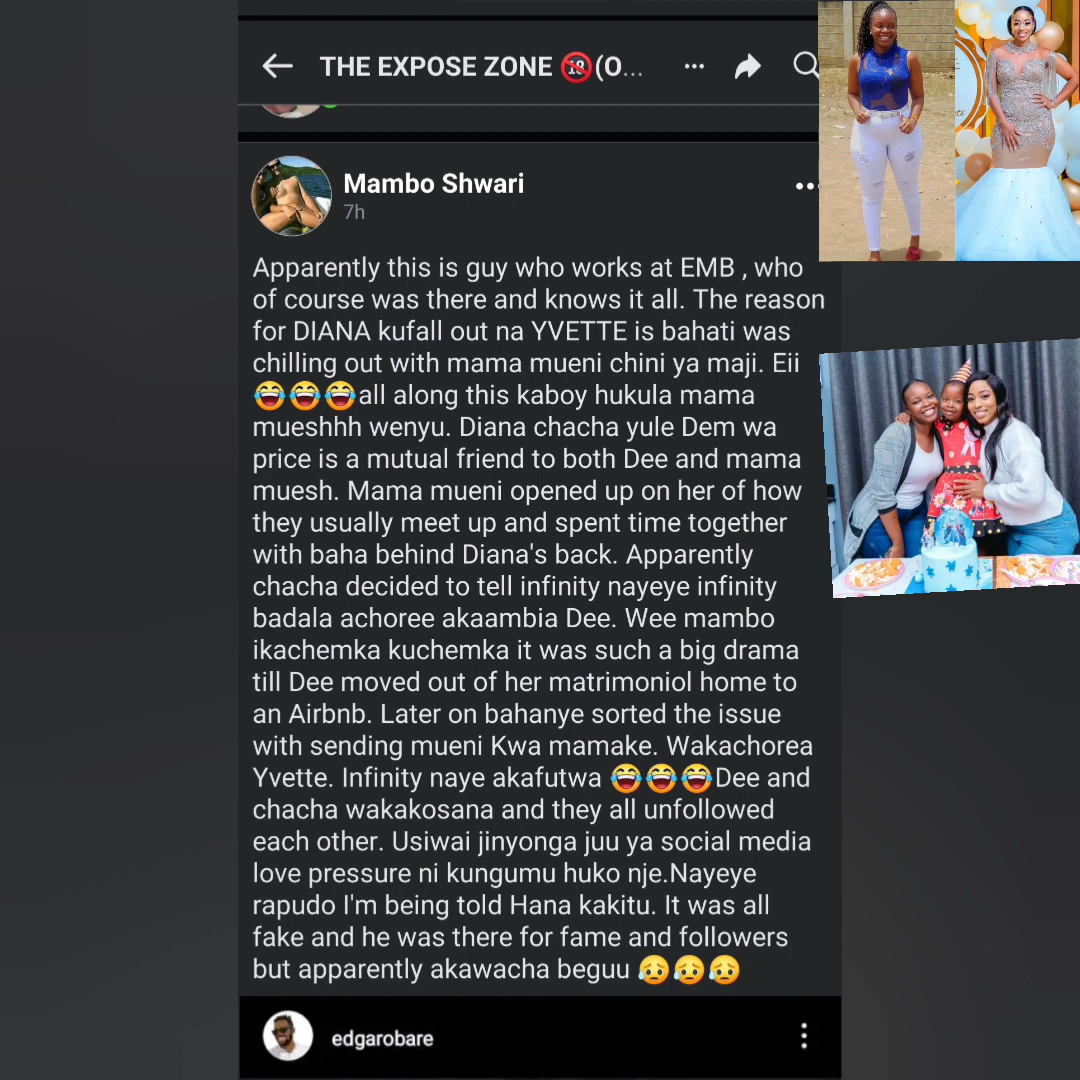 THE EXPOSE ZONE 🔞(O...
Mambo Shwari
7h
Apparently this is guy who works at EMB , who
of course was there and knows it all. The reason
for DIANA kufall out na YVETTE is bahati was
chilling out with mama mueni chini ya maji. Eii
😂😂😂all along this kaboy hukula mama
mueshhh wenyu. Diana chacha yule Dem wa
price is a mutual friend to both Dee and mama
muesh. Mama mueni opened up on her of how
they usually meet up and spent time together
with baha behind Diana's back. Apparently
chacha decided to tell infinity nayeye infinity
badala achoree akaambia Dee. Wee mambo
ikachemka kuchemka it was such a big drama
till Dee moved out of her matrimoniol home to
an Airbnb. Later on bahanye sorted the issue
with sending mueni Kwa mamake. Wakachorea
Yvette. Infinity naye akafutwa 😂😂😂Dee and
chacha wakakosana and they all unfollowed
each other. Usiwai jinyonga juu ya social media
love pressure ni kungumu huko nje.Nayeye
rapudo I'm being told Hana kakitu. It was all
fake and he was there for fame and followers
but apparently akawacha beguu 😥😥😥
edgarobare